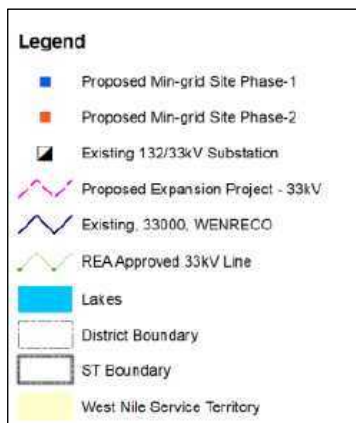 Legend
Proposed Min-grid Site Phase-1
Proposed Min-grid Site Phase-2
Existing 132/33kV Substation
Proposed Expansion Project - 33kV
Existing, 33000, WENRECO
REA Approved 33kV Line
Lakes
District Boundary
ST Boundary
West Nile Service Territory